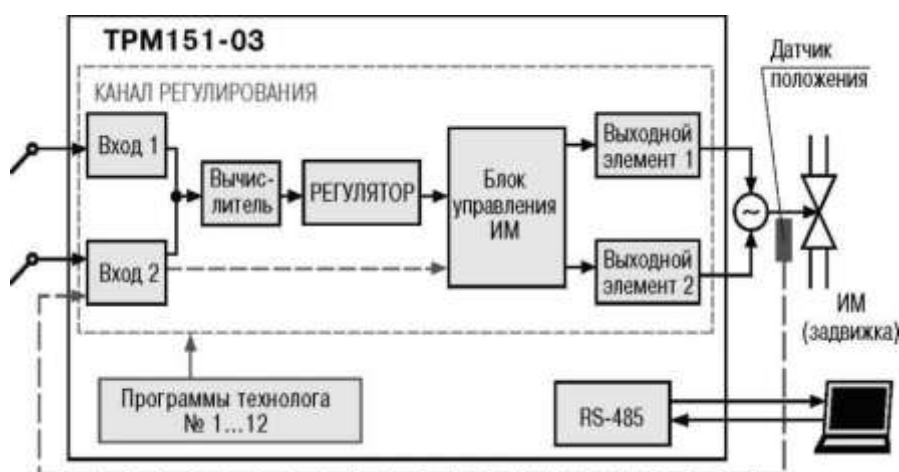 ТРМ151-03
КАНАЛ РЕГУЛИРОВАНИЯ
Вход 1
Вход 2
Вычис-
литель
РЕГУЛЯТОР
Блок
управления
ИМ
Выходной
элемент 1
Выходной
элемент 2
Датчик
положения
ИМ
(задвижка)
Программы технолога
№ 1...12
RS-485